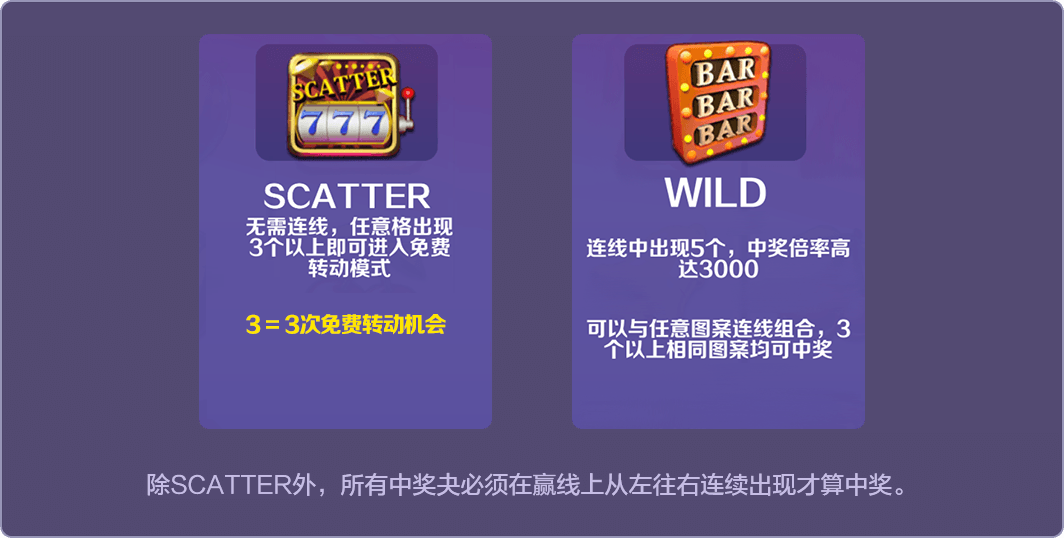 SCATTER
777
SCATTER
无需连线，任意格出现
3个以上即可进入免费
转动模式
3=3次免费转动机会
BAR
BAR
BAR
WILD
连线中出现5个，中奖倍率高
达3000
可以与任意图案连线组合，3
个以上相同图案均可中奖
除SCATTER外，所有中奖夫必须在赢线上从左往右连续出现才算中奖。